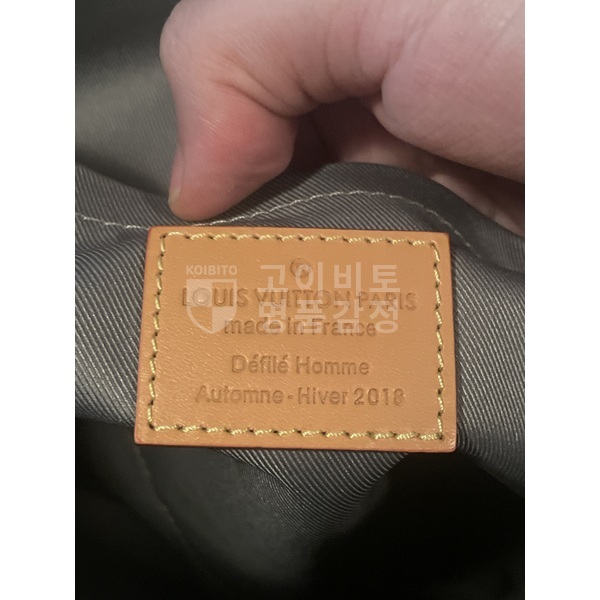 KOIBITO
고이비토
명품감정
LOUIS VUITTON PARIS
made in France
Défilé Homme
Automne-Hiver 2018